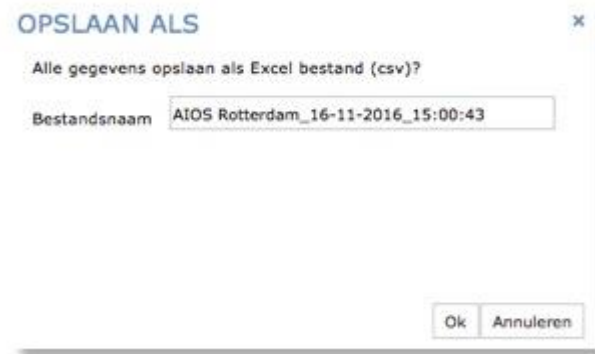 OPSLAAN ALS
Alle gegevens opslaan als Excel bestand (csv)?
Bestandsnaam AIOS Rotterdam_16-11-2016_15:00:43
Ok Annuleren